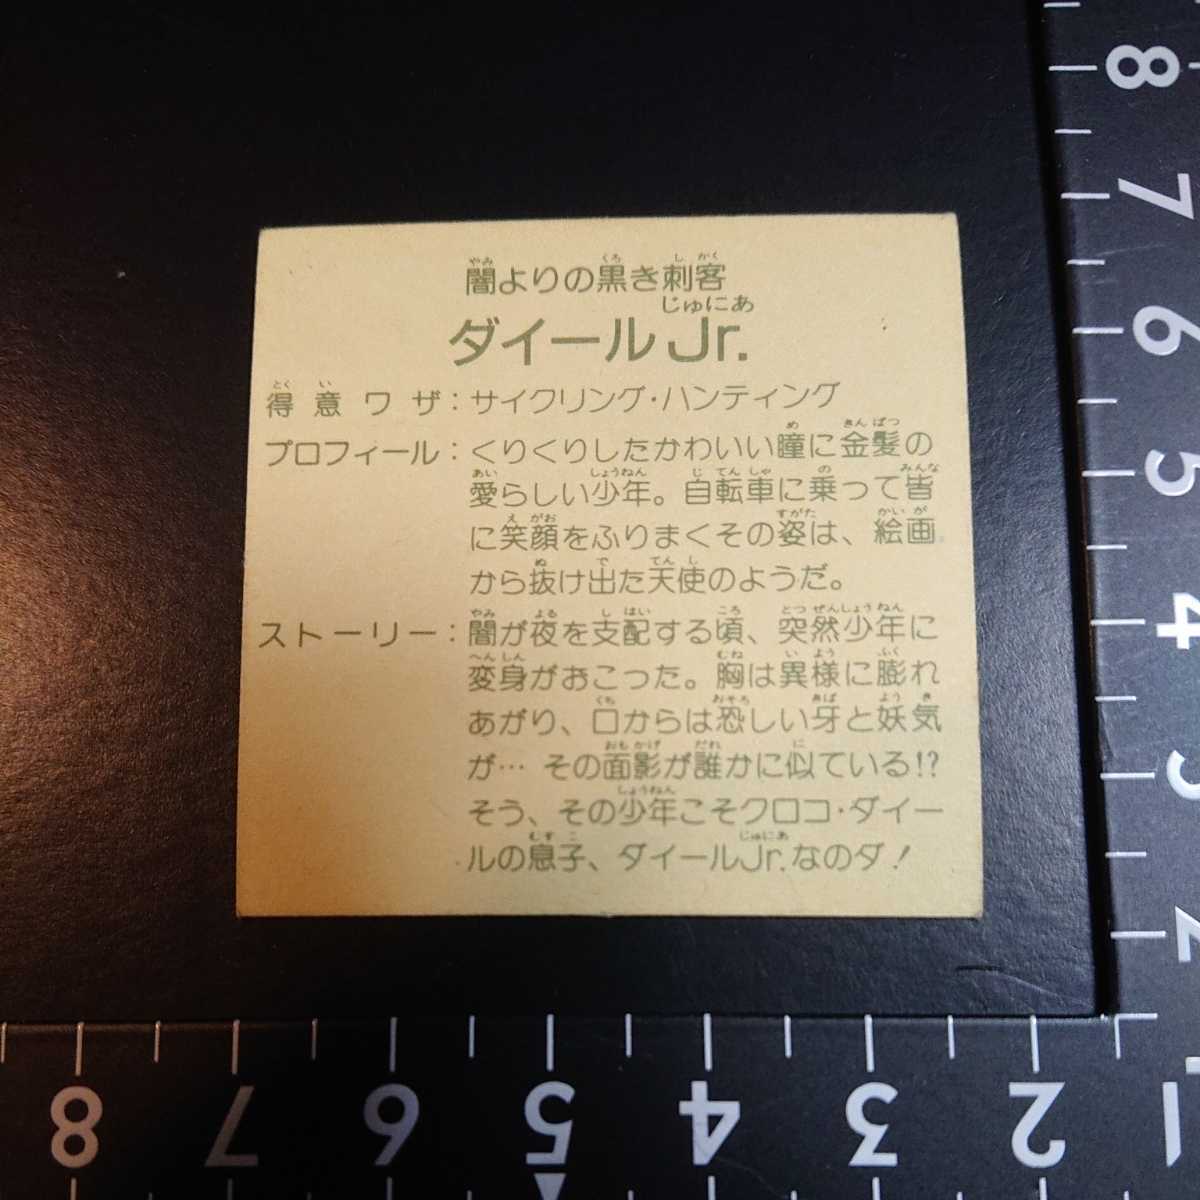 闇よりの黒き刺客
ダイールJr.
得意ワザ：サイクリング・ハンティング
プロフィール：くりくりしたかわいい瞳に金髪の
愛らしい少年。自転車に乗って皆
に笑顔をふりまくその姿は、絵画
から抜け出た天使のようだ。
ストーリー：闇が夜を支配する頃、突然少年に
変身がおこった。胸は異様に膨れ
あがり、口からは恐しい牙と妖気
が… その面影が誰かに似ている!?
そう、その少年こそクロコ・ダイー
ルの息子、ダイールJr.なのダ！
8
7
6
5
4
3
2
8
7
6
5
4
3
2
1